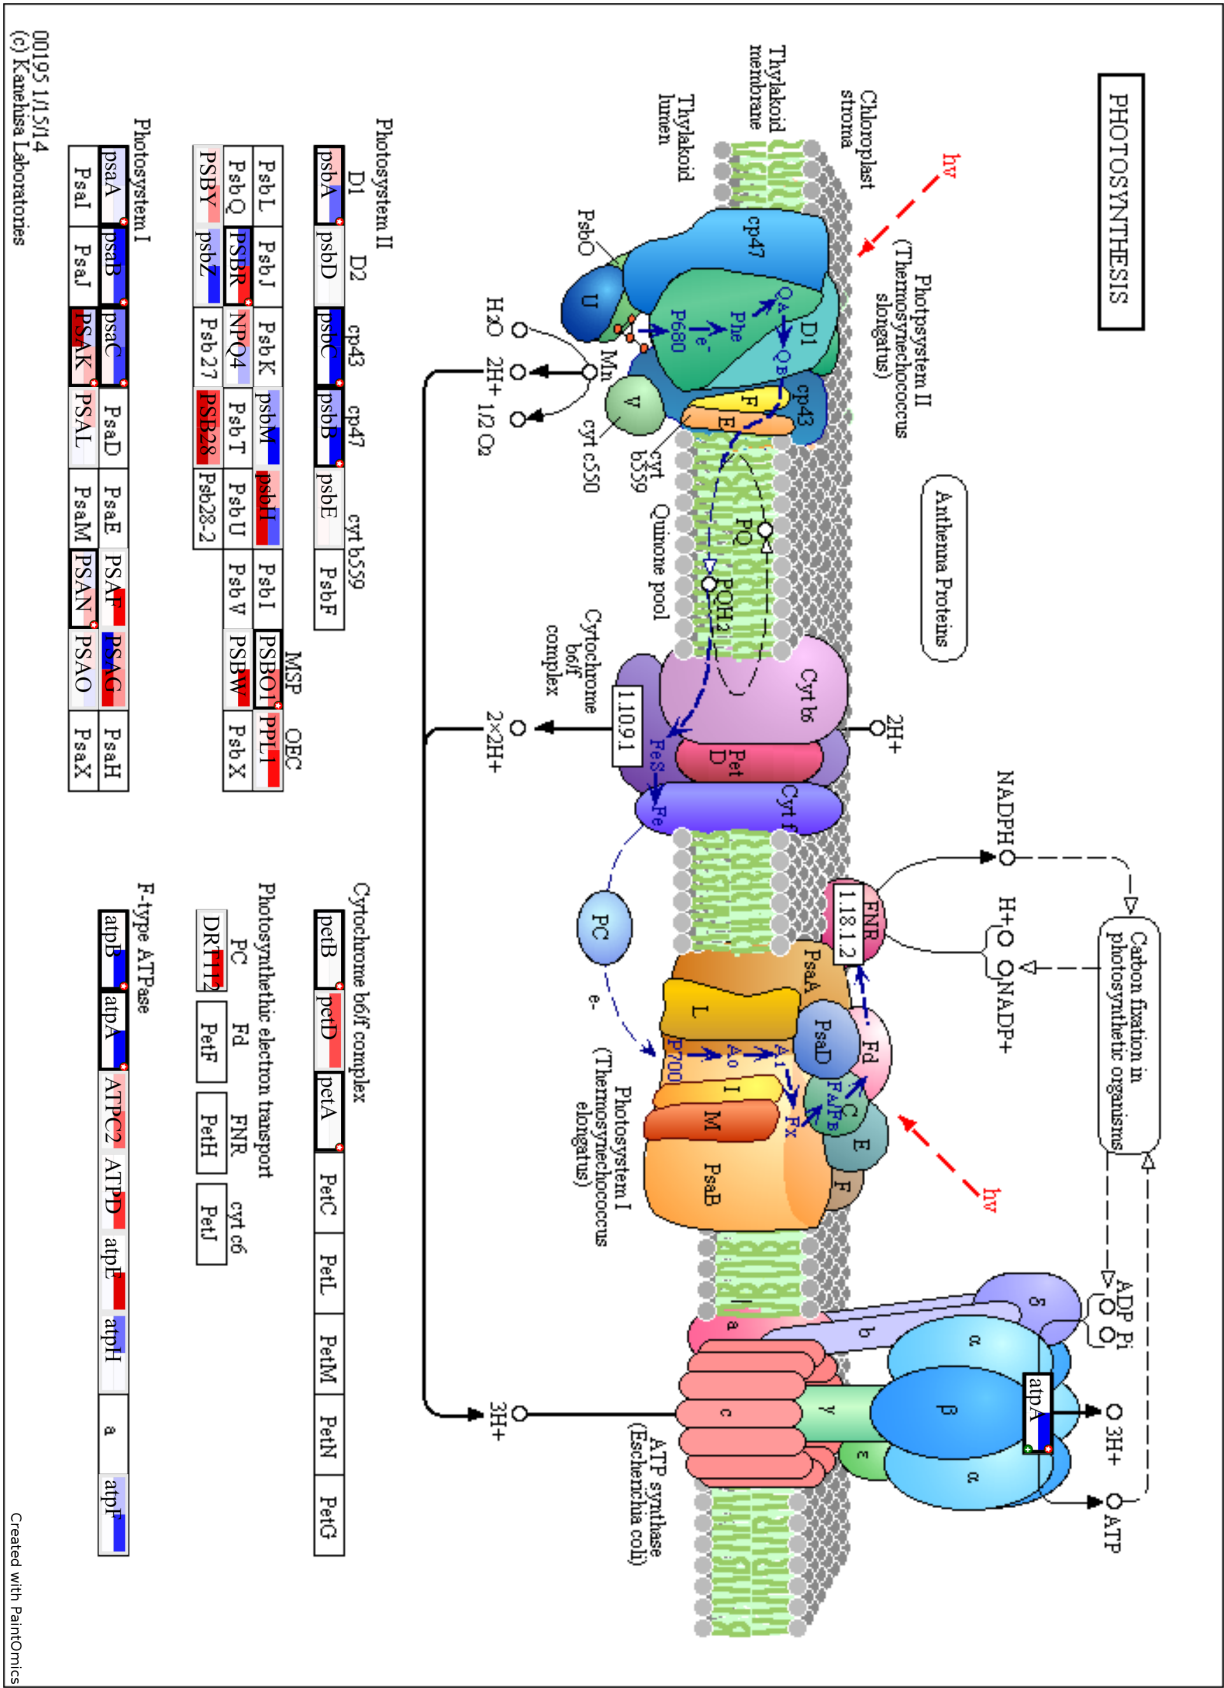 PHOTOSYNTHESIS
hν
Photpsystem II
(Thermosynechococcus
elongatus)
Anthenna Proteins
Chloroplast
stroma
Thylakoid
membrane
Thylakoid
lumen
cp47
D1
cp43
QA
QB
Phe
P680
e-
F
E
PsbO
U
Mn
V
cyt
b559
cyt c550
H2O
2H+
1/2 O2
PQ
PQH2
Quinone pool
Cyt b6
Pet
D
Cyt f
FeS
Fe
1.10.9.1
Cytochrome
b6/f
complex
2H+
2×2H+
PC
e-
NADPH
H+
NADP+
FNR
1.18.1.2
Carbon fixation in
photosynthetic organisms
PsaA
L
PsaD
Fd
C
E
F
P700
A0
A1
FX
FA/FB
I
M
PsaB
Photosystem I
(Thermosynechococcus
elongatus)
hν
ADP
Pi
δ
α
β
α
atpA
b
a
c
γ
ε
3H+
ATP
3H+
ATP synthase
(Escherichia coli)
Photosystem II
D1
D2
cp43
cp47
cyt b559
psbA
psbD
psbC
psbB
psbE
PsbF
MSP
OEC
PsbL
PsbJ
PsbK
psbM
psbH
PsbI
PSBO1
PPL1
PsbQ
PSBR
NPQ4
PsbT
PsbU
PsbV
PSBW
PsbX
PSBY
psbZ
Psb27
PSB28
Psb28-2
Photosystem I
psaA
psaB
psaC
PsaD
PsaE
PSAF
PSAG
PsaH
PsaI
PsaJ
PSAK
PSAL
PsaM
PSAN
PSAO
PsaX
Cytochrome b6/f complex
petB
petD
petA
PetC
PetL
PetM
PetN
PetG
Photosynthethic electron transport
PC
Fd
FNR
cyt c6
DRT112
PetF
PetH
PetJ
F-type ATPase
atpB
atpA
ATPC2
ATPD
atpE
atpH
a
atpF
00195 1/15/14
(c) Kanehisa Laboratories
Created with PaintOmics